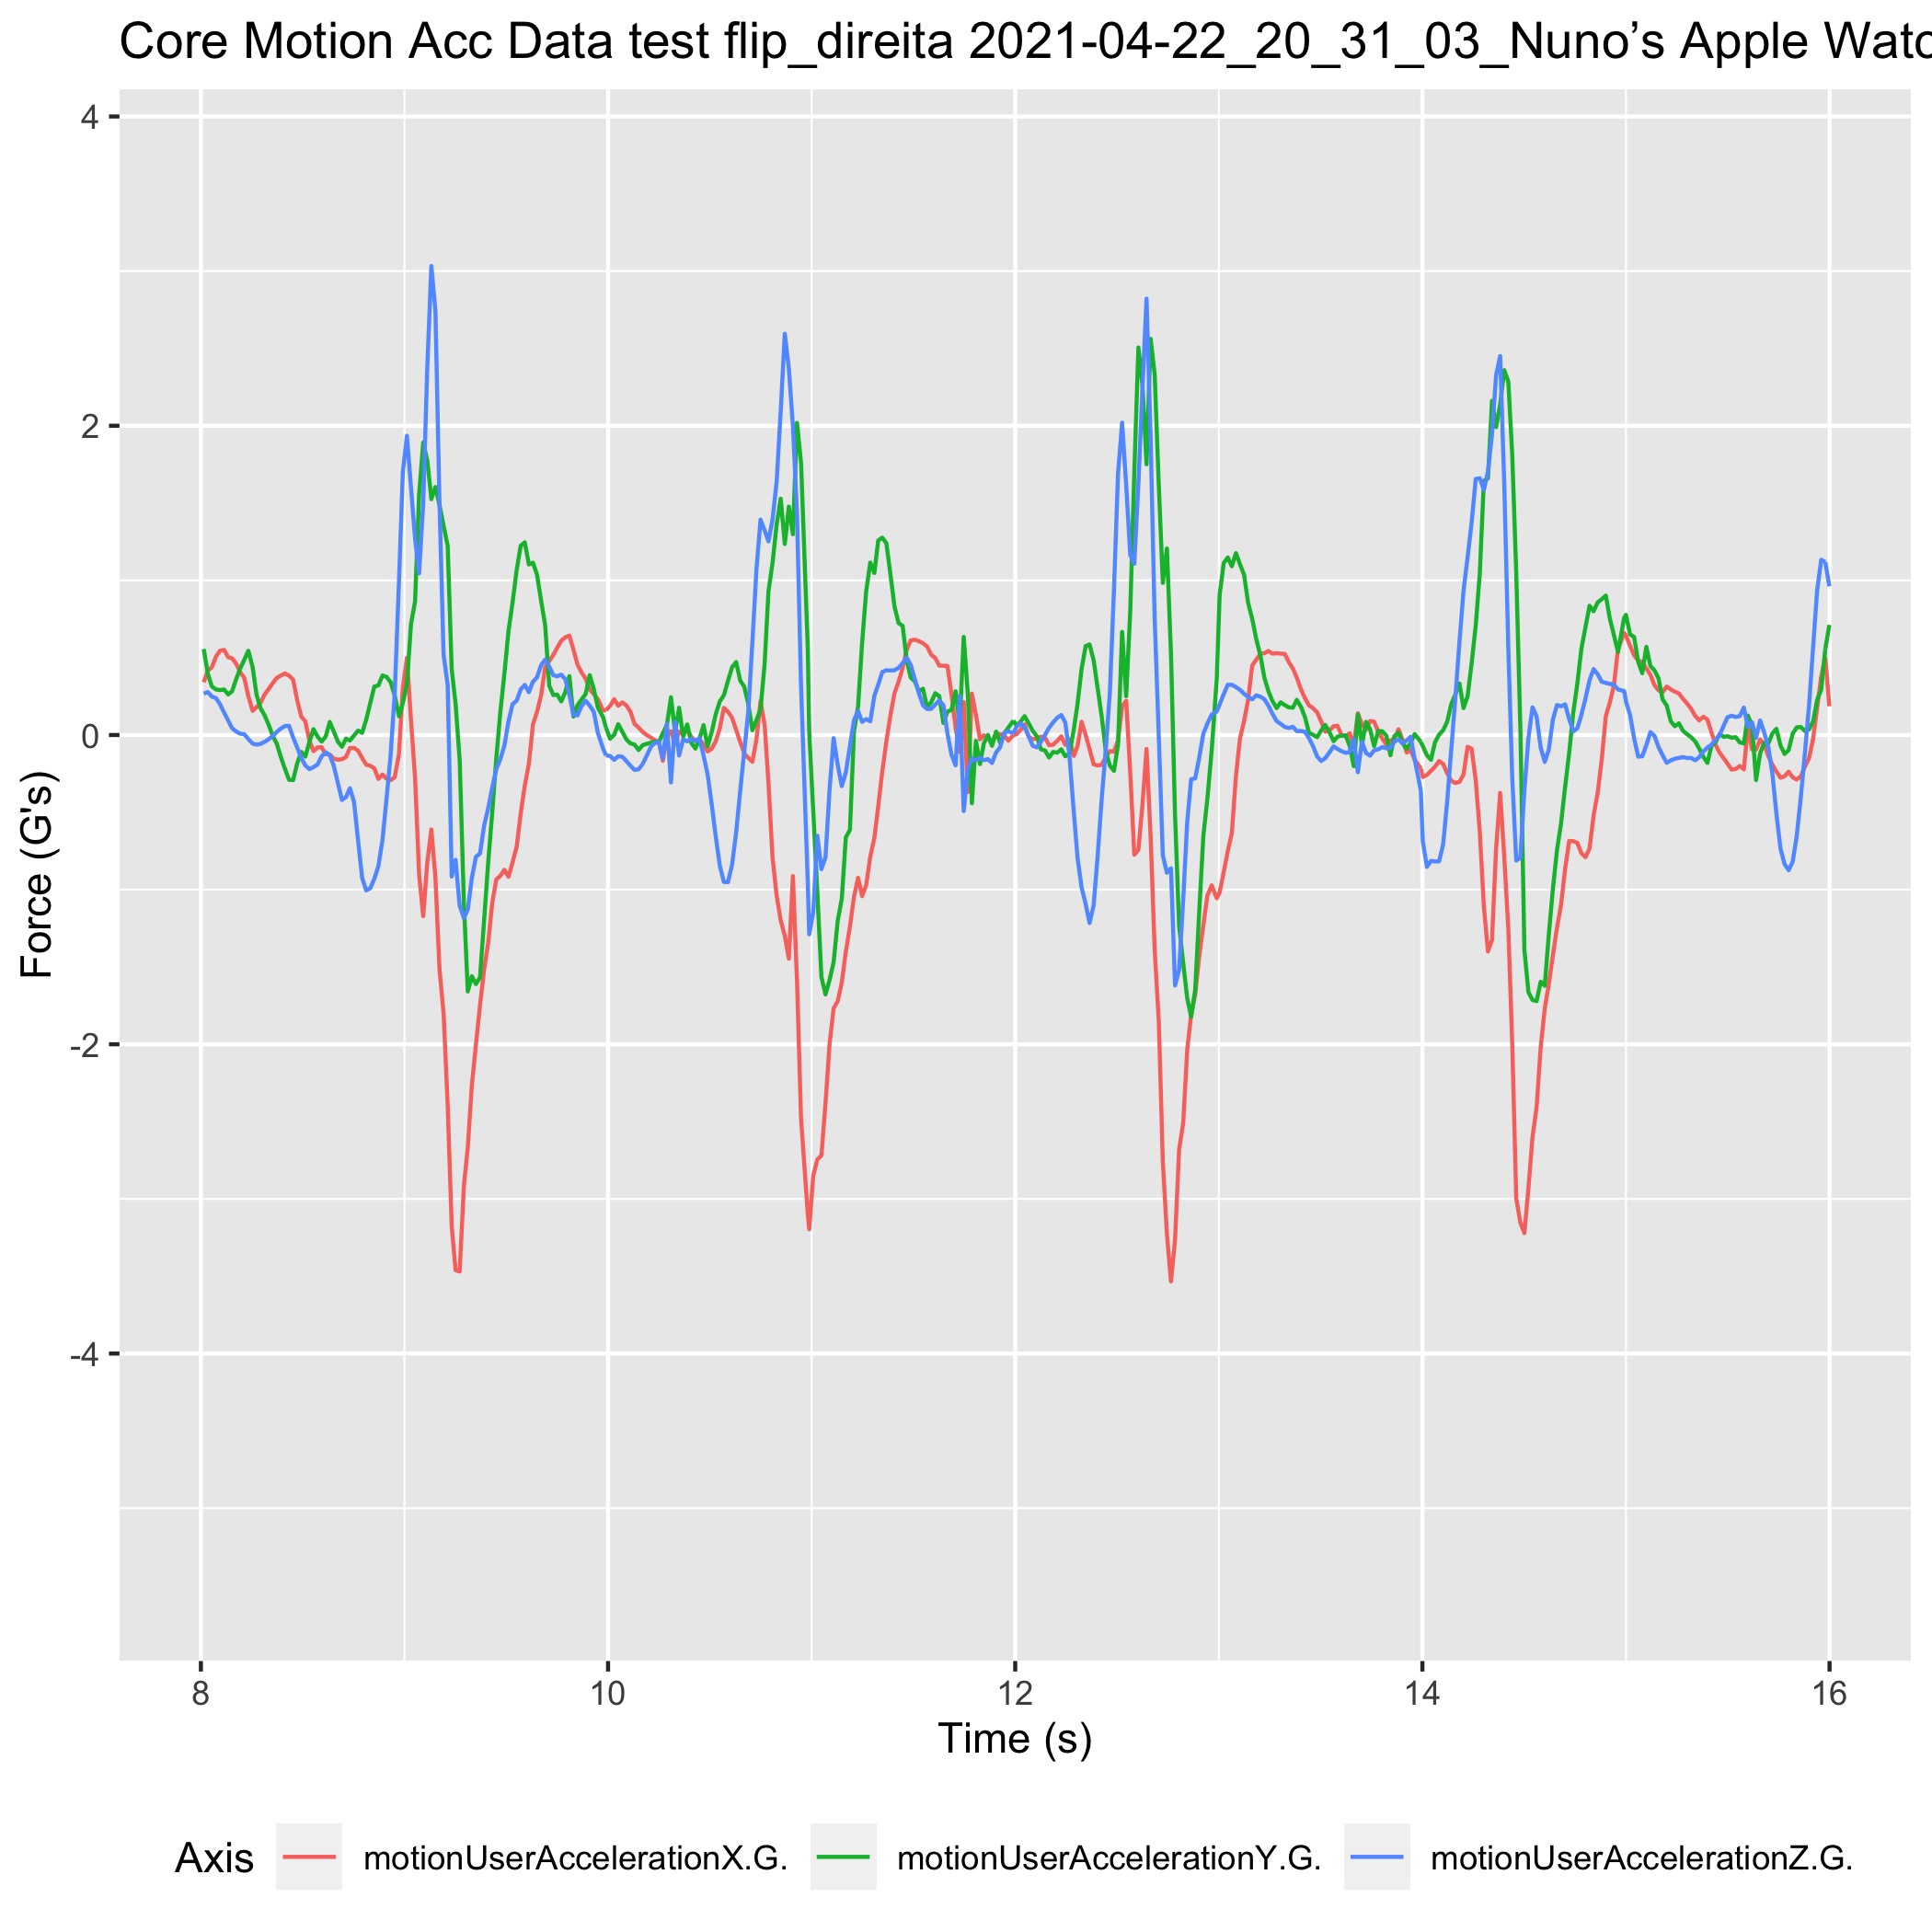 Core Motion Acc Data test flip_direita 2021-04-22_20_31_03_Nuno’s Apple Watc
4
2
0
-2
-4
Force (G's)
8 10 12 14 16
Time (s)
Axis motionUserAccelerationX.G. motionUserAccelerationY.G. motionUserAccelerationZ.G.